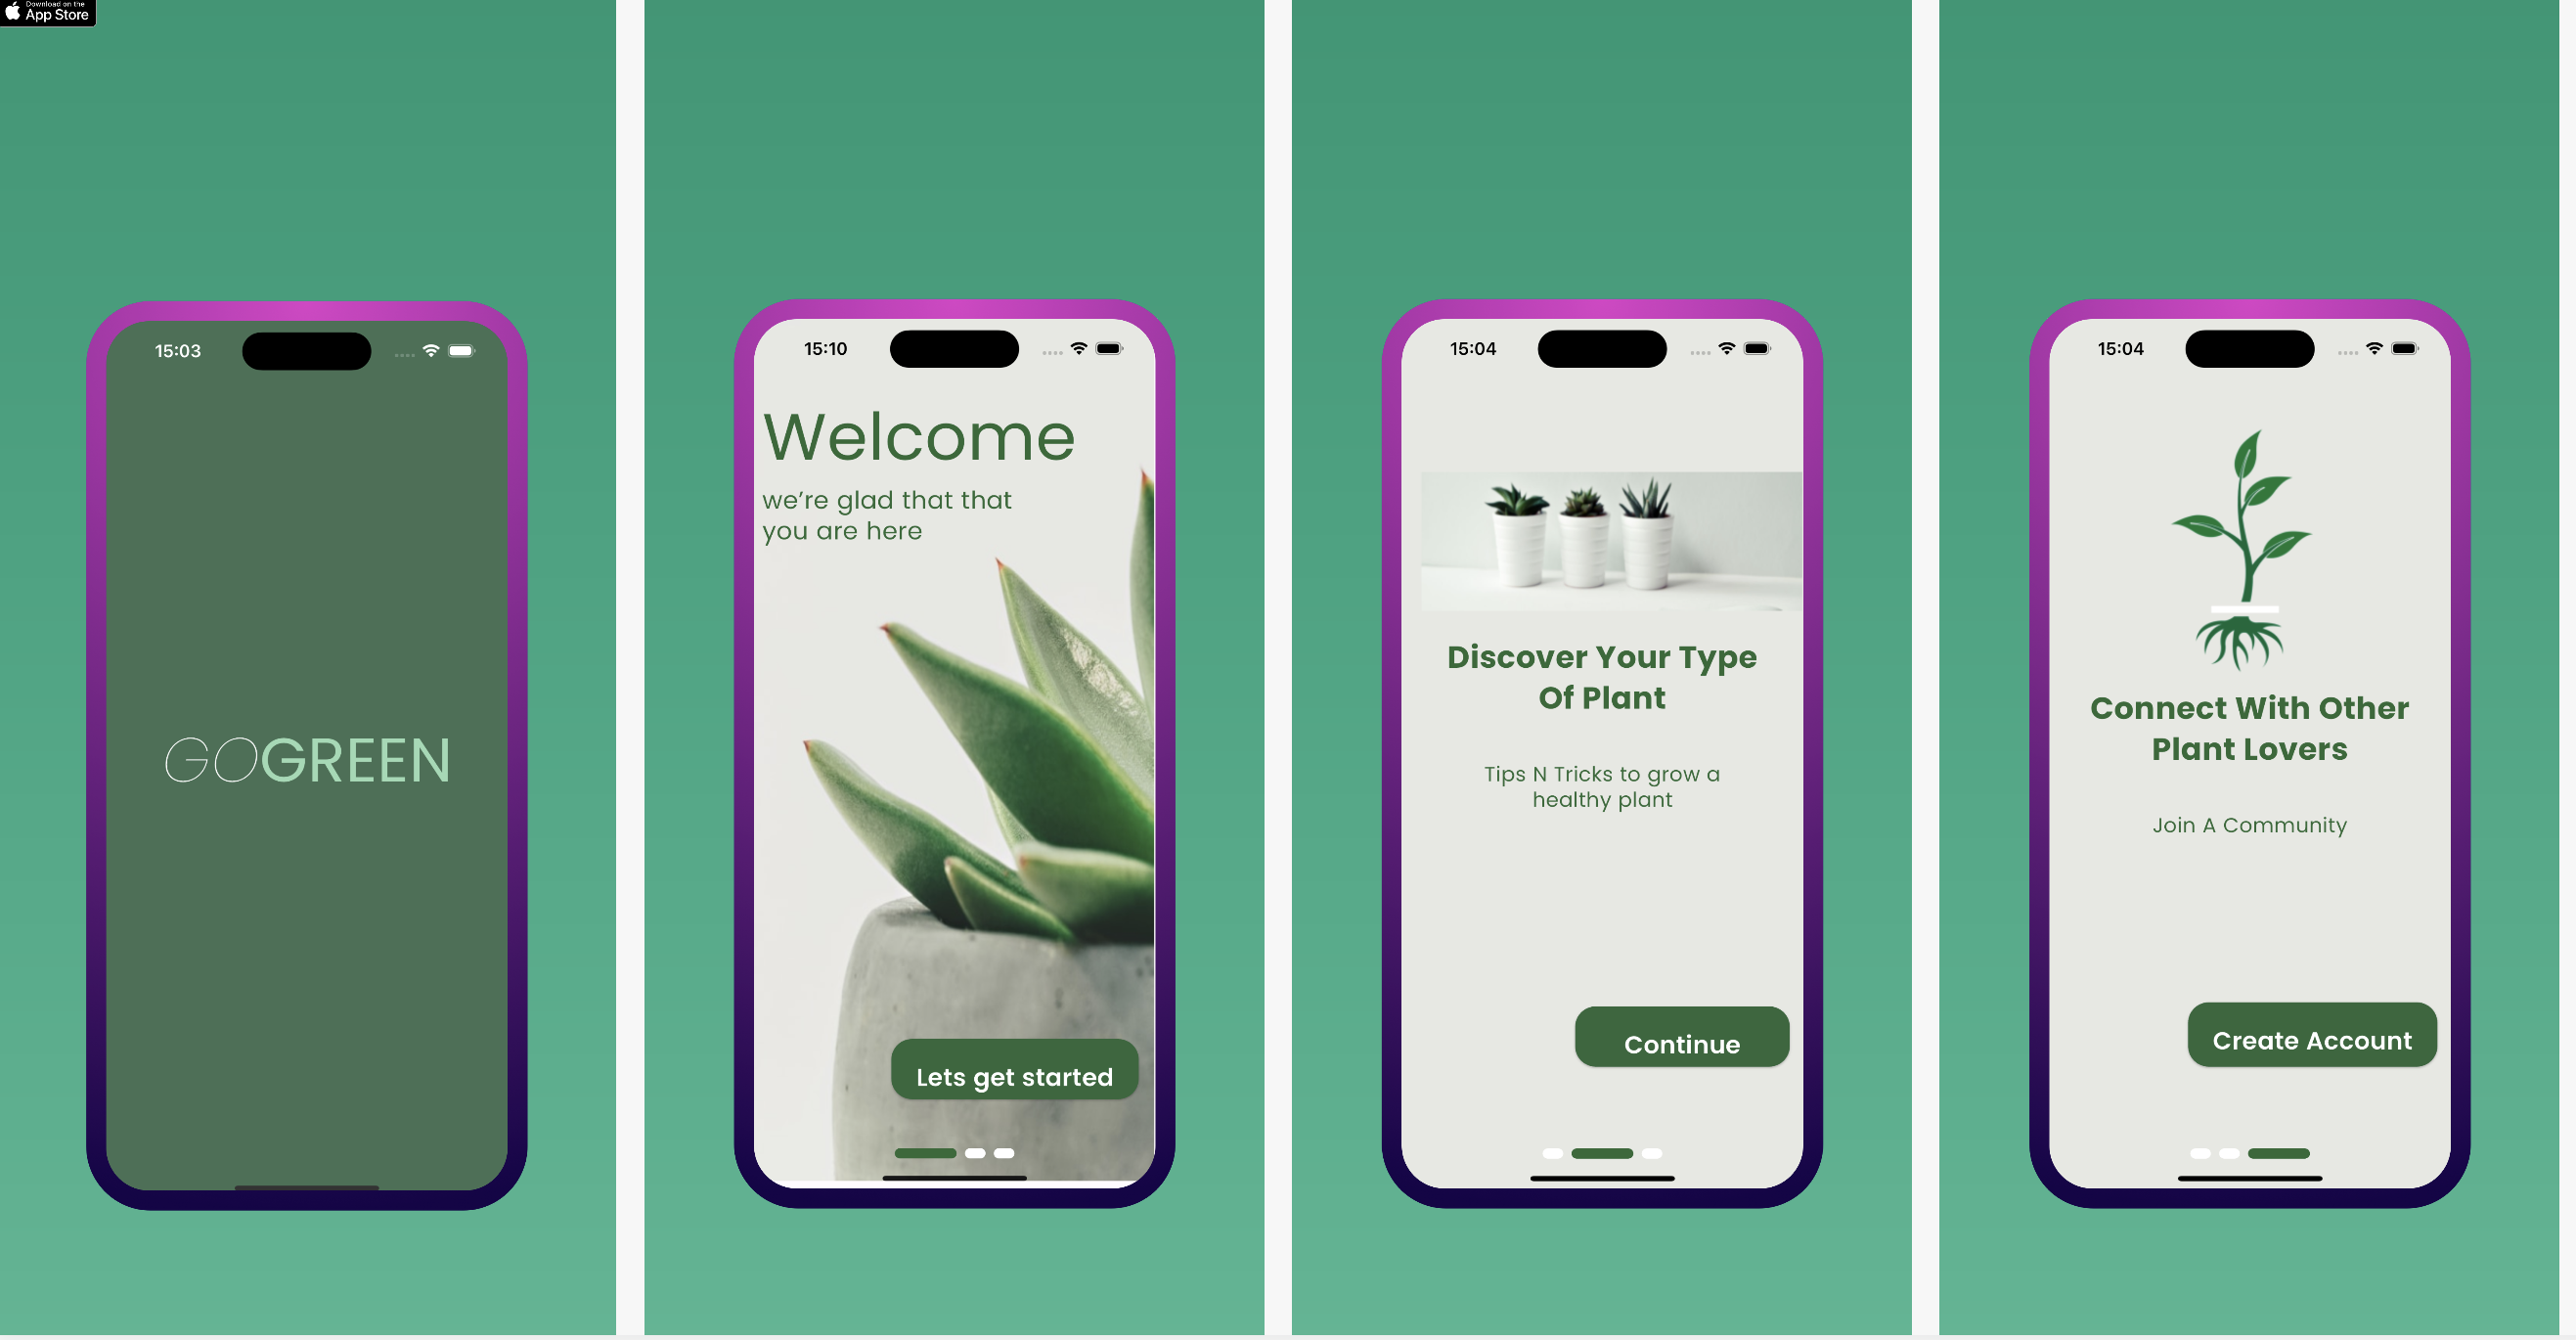 Download on the
App Store
15:03
GOGREEN
15:10
Welcome
we're glad that that
you are here
Lets get started
15:04
Discover Your Type
Of Plant
Tips N Tricks to grow a
healthy plant
Continue
15:04
Connect With Other
Plant Lovers
Join A Community
Create Account